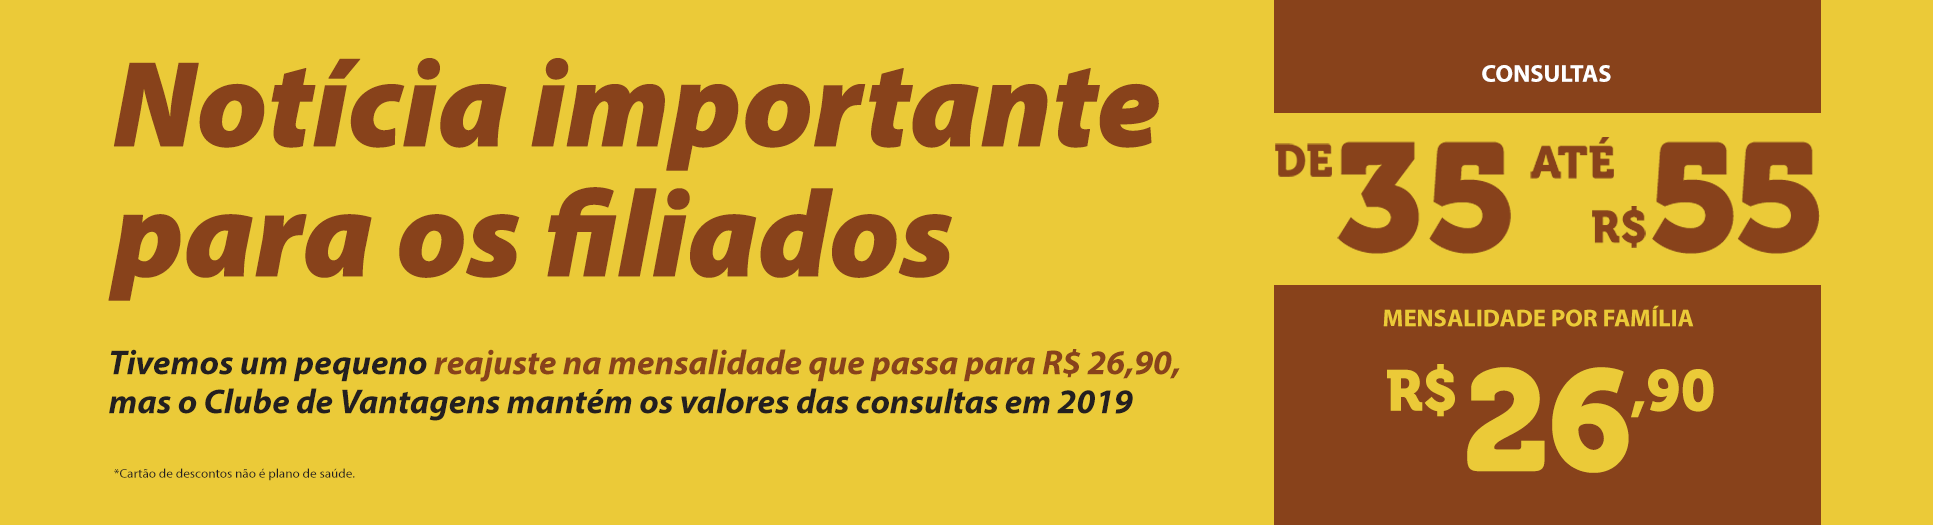 Notícia importante
para os filiados
Tivemos um pequeno reajuste na mensalidade que passa para R$ 26,90,
mas o Clube de Vantagens mantém os valores das consultas em 2019
*Cartão de descontos não é plano de saúde.
CONSULTAS
DE 35 ATÉ R$ 55
MENSALIDADE POR FAMÍLIA
R$ 26,90